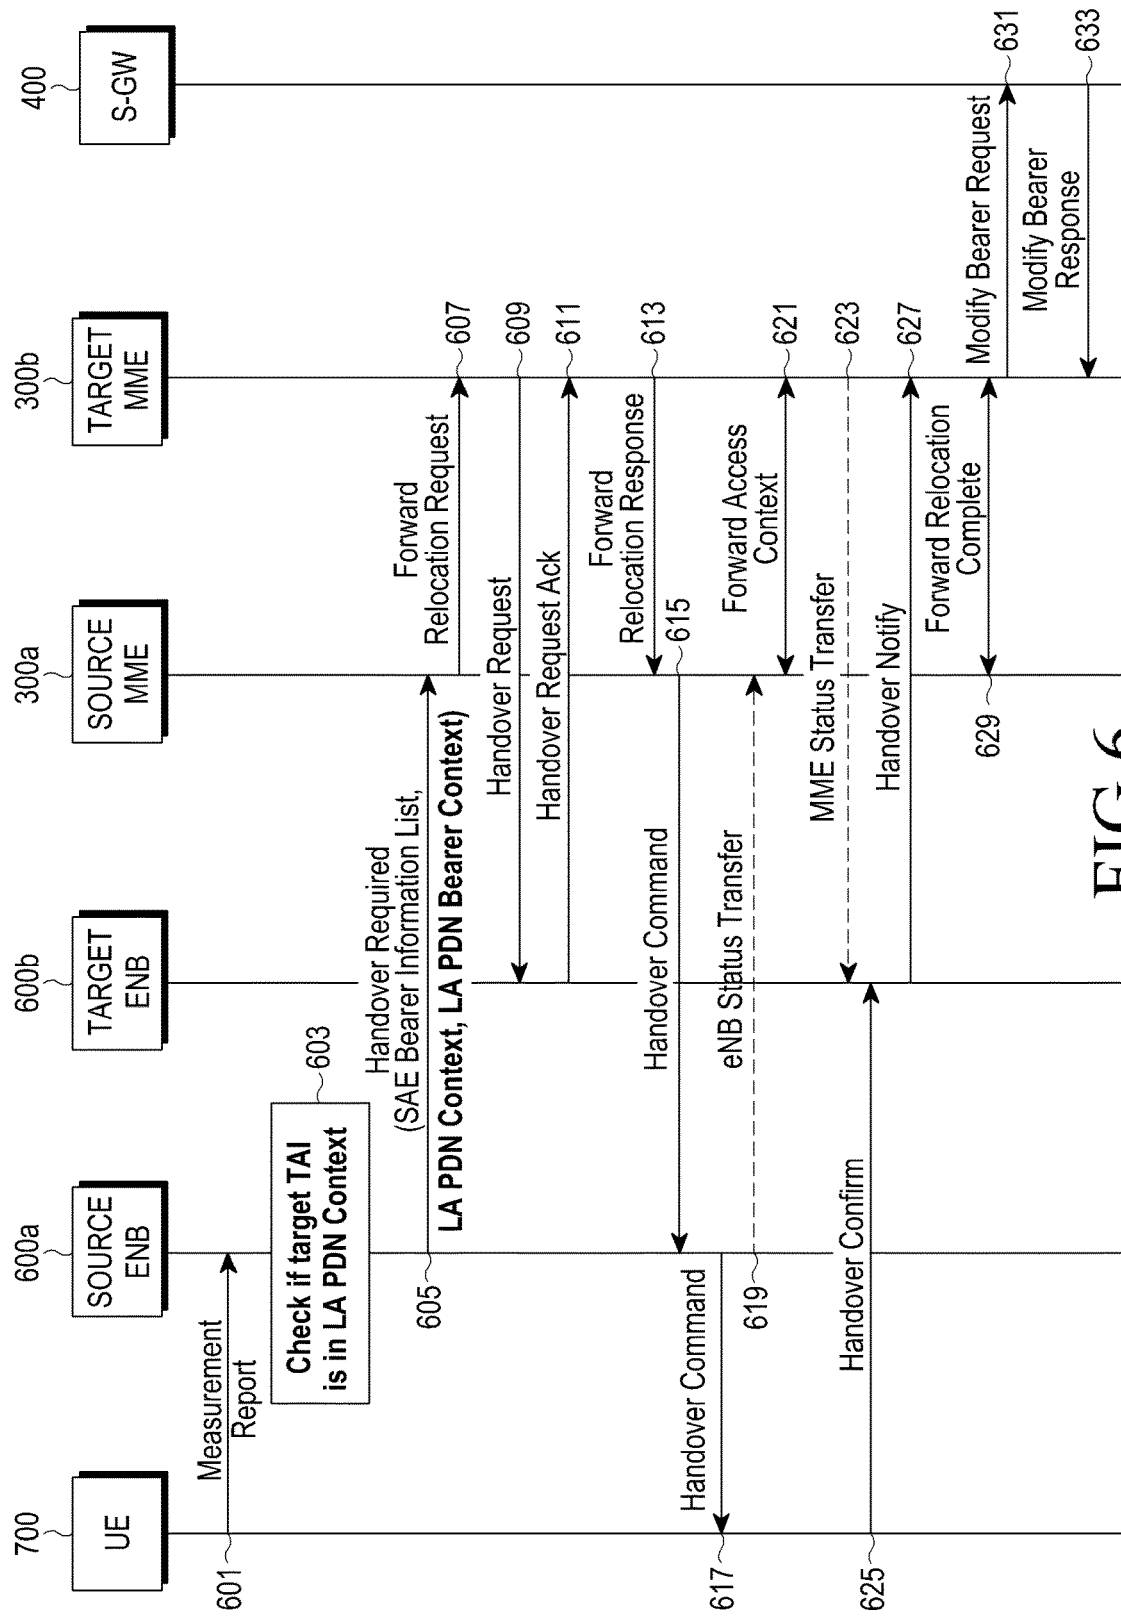 700
UE
600a
SOURCE
ENB
600b
TARGET
ENB
300a
SOURCE
MME
300b
TARGET
MME
400
S-GW
601
Measurement
Report
603
Check if target TAI
is in LA PDN Context
605
Handover Required
(SAE Bearer Information List,
LA PDN Context, LA PDN Bearer Context)
Forward
Relocation Request
607
Handover Request
609
Handover Request Ack
611
Forward
Relocation Response
613
Handover Command
615
Handover Command
617
619
eNB Status Transfer
Forward Access
Context
621
MME Status Transfer
623
625
Handover Confirm
Handover Notify
627
Forward Relocation
Complete
629
Modify Bearer Request
631
Modify Bearer
Response
633
FIG.6